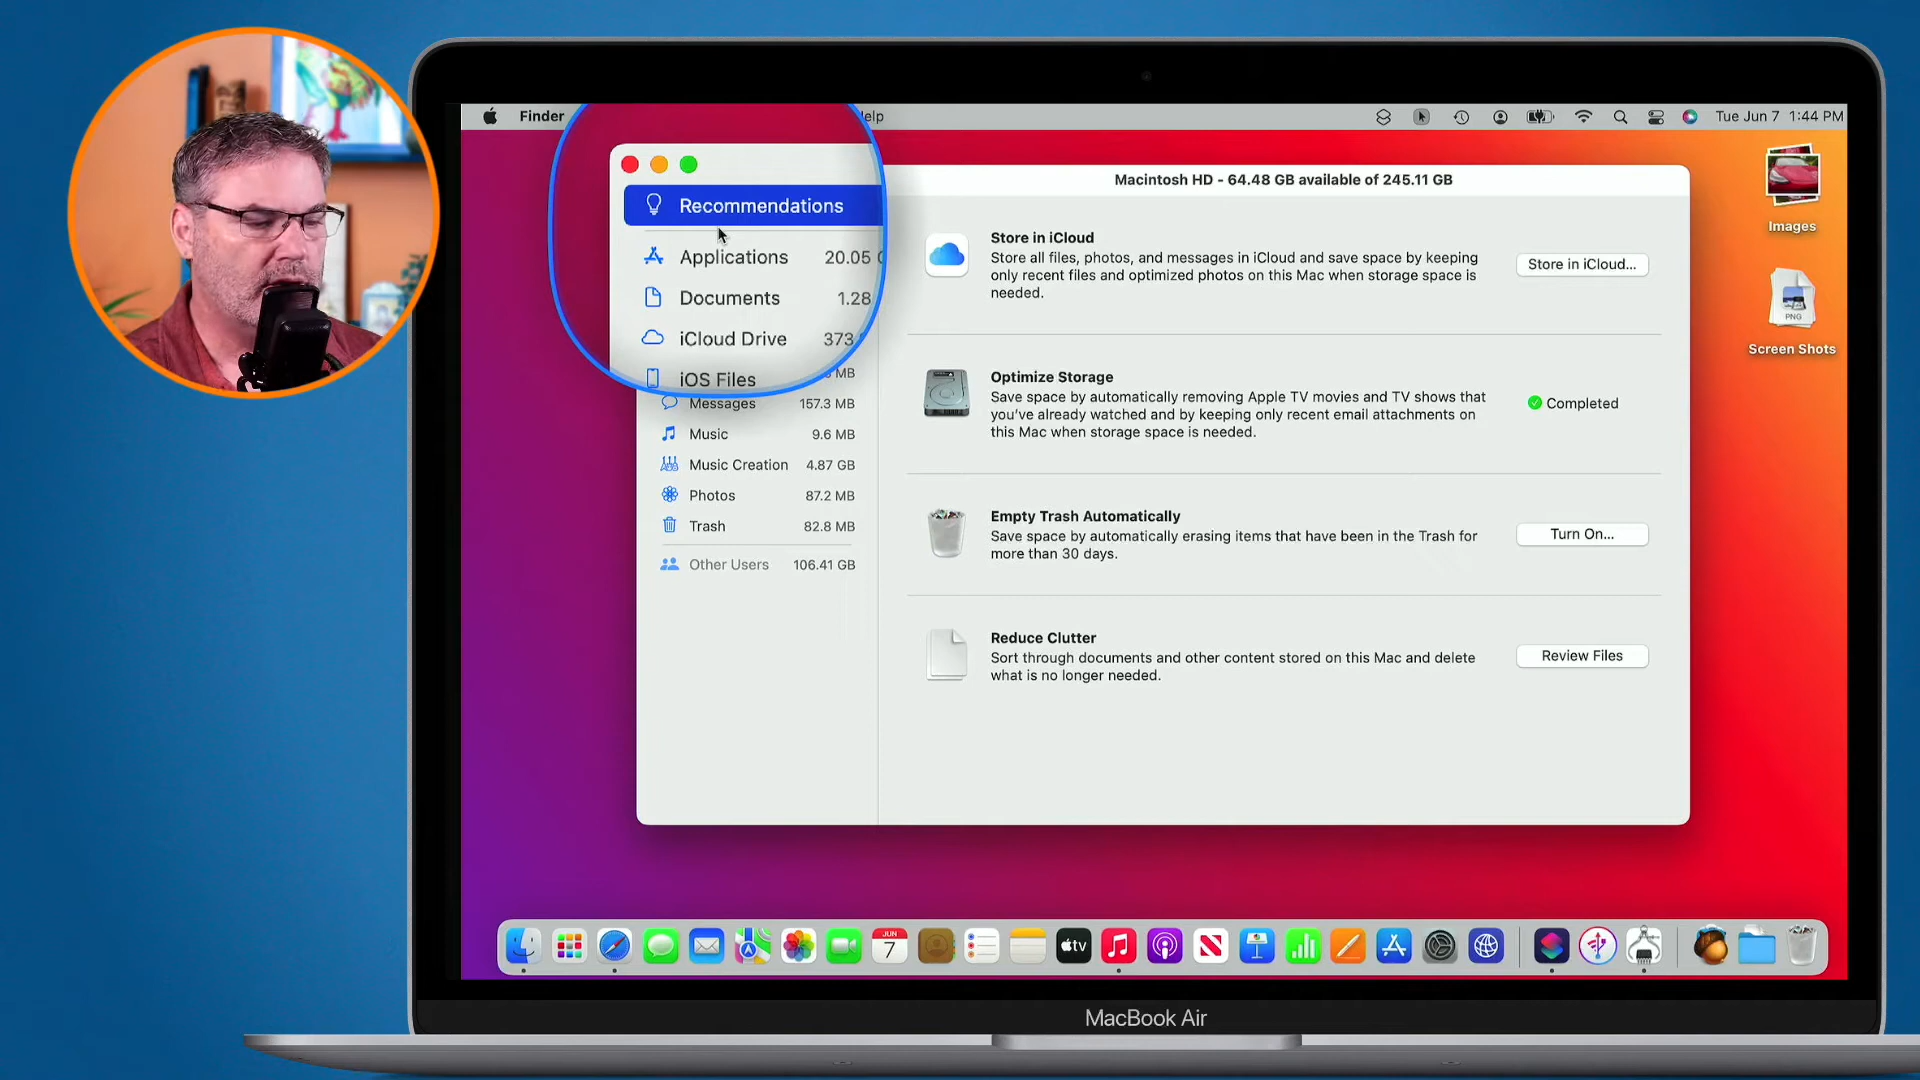 Finder
elp
Tue Jun 7 1:44 PM
Macintosh HD - 64.48 GB available of 245.11 GB
Recommendations
Applications 20.05
Documents 1.28
iCloud Drive 373
iOS Files MB
Messages 157.3 MB
Music 9.6 MB
Music Creation 4.87 GB
Photos 87.2 MB
Trash 82.8 MB
Other Users 106.41 GB
Store in iCloud
Store all files, photos, and messages in iCloud and save space by keeping
only recent files and optimized photos on this Mac when storage space is
needed.
Store in iCloud...
Optimize Storage
Save space by automatically removing Apple TV movies and TV shows that
you've already watched and by keeping only recent email attachments on
this Mac when storage space is needed.
Completed
Empty Trash Automatically
Save space by automatically erasing items that have been in the Trash for
more than 30 days.
Turn On...
Reduce Clutter
Sort through documents and other content stored on this Mac and delete
what is no longer needed.
Review Files
Images
PNG
Screen Shots
JUN
7
tv
MacBook Air